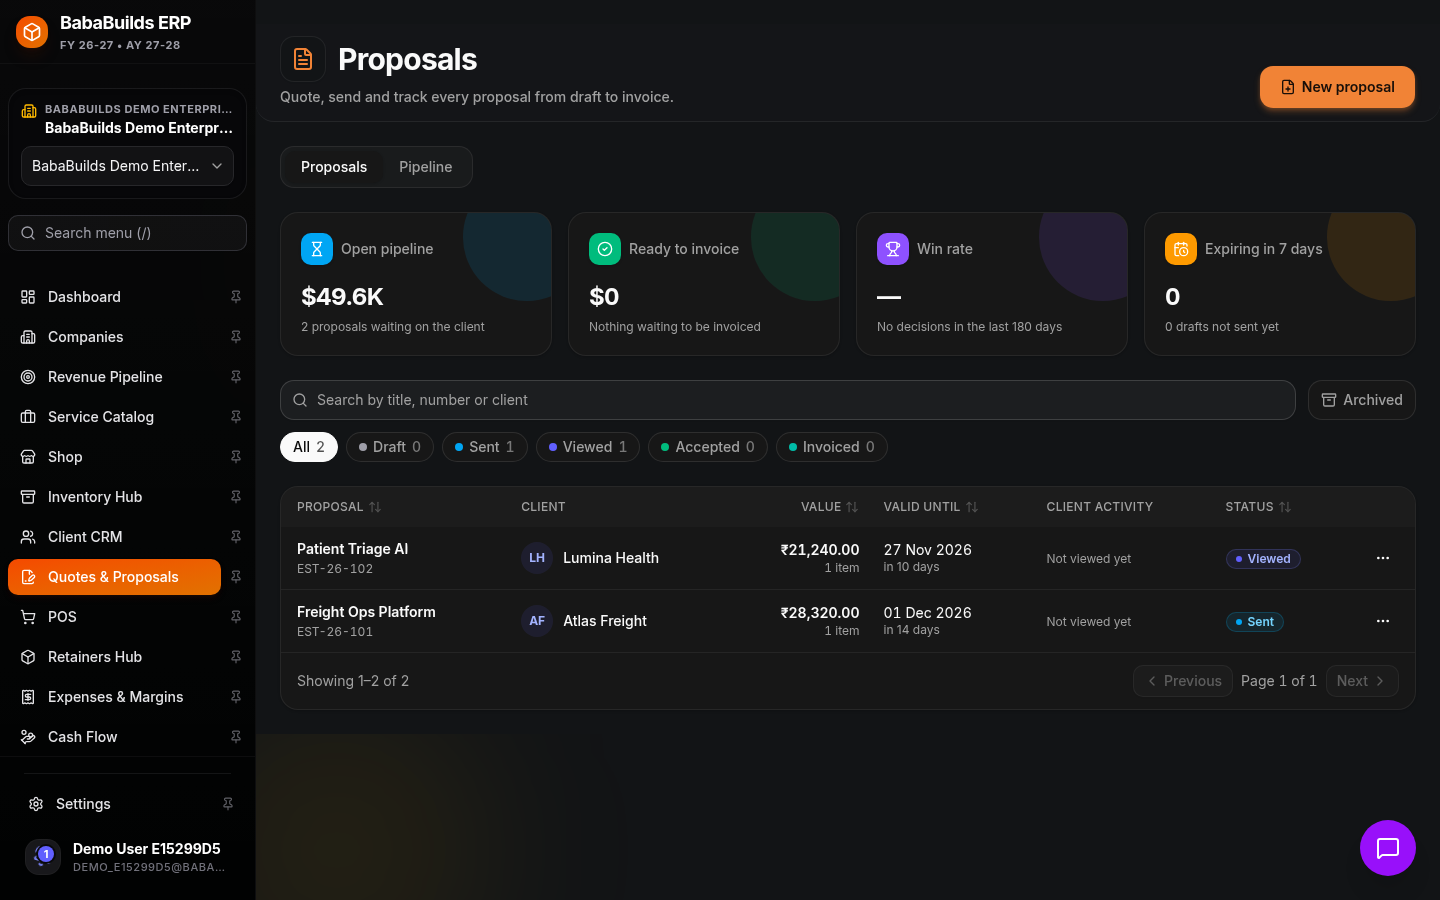 BabaBuilds ERP
FY 26-27 • AY 27-28
BABABUILDS DEMO ENTERPRI...
BabaBuilds Demo Enterpr...
BabaBuilds Demo Enter...
Search menu (/)
Dashboard
Companies
Revenue Pipeline
Service Catalog
Shop
Inventory Hub
Client CRM
Quotes & Proposals
POS
Retainers Hub
Expenses & Margins
Cash Flow
Settings
1
Demo User E15299D5
DEMO_E15299D5@BABA...
Proposals
Quote, send and track every proposal from draft to invoice.
New proposal
Proposals Pipeline
Open pipeline
$49.6K
2 proposals waiting on the client
Ready to invoice
$0
Nothing waiting to be invoiced
Win rate
—
No decisions in the last 180 days
Expiring in 7 days
0
0 drafts not sent yet
Search by title, number or client
Archived
All 2 Draft 0 Sent 1 Viewed 1 Accepted 0 Invoiced 0
PROPOSAL CLIENT VALUE VALID UNTIL CLIENT ACTIVITY STATUS
Patient Triage AI
EST-26-102
LH Lumina Health
₹21,240.00
1 item
27 Nov 2026
in 10 days
Not viewed yet
Viewed
Freight Ops Platform
EST-26-101
AF Atlas Freight
₹28,320.00
1 item
01 Dec 2026
in 14 days
Not viewed yet
Sent
Showing 1–2 of 2
Previous Page 1 of 1 Next